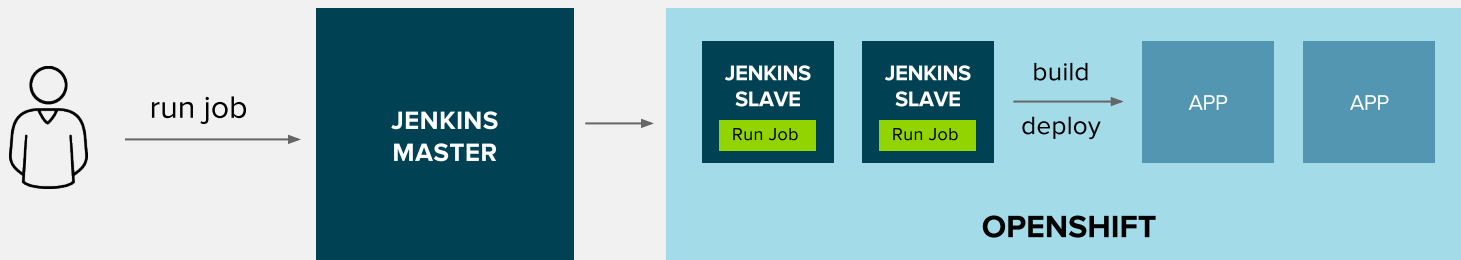 run job
JENKINS
MASTER
JENKINS
SLAVE
Run Job
JENKINS
SLAVE
Run Job
build
deploy
APP
APP
OPENSHIFT